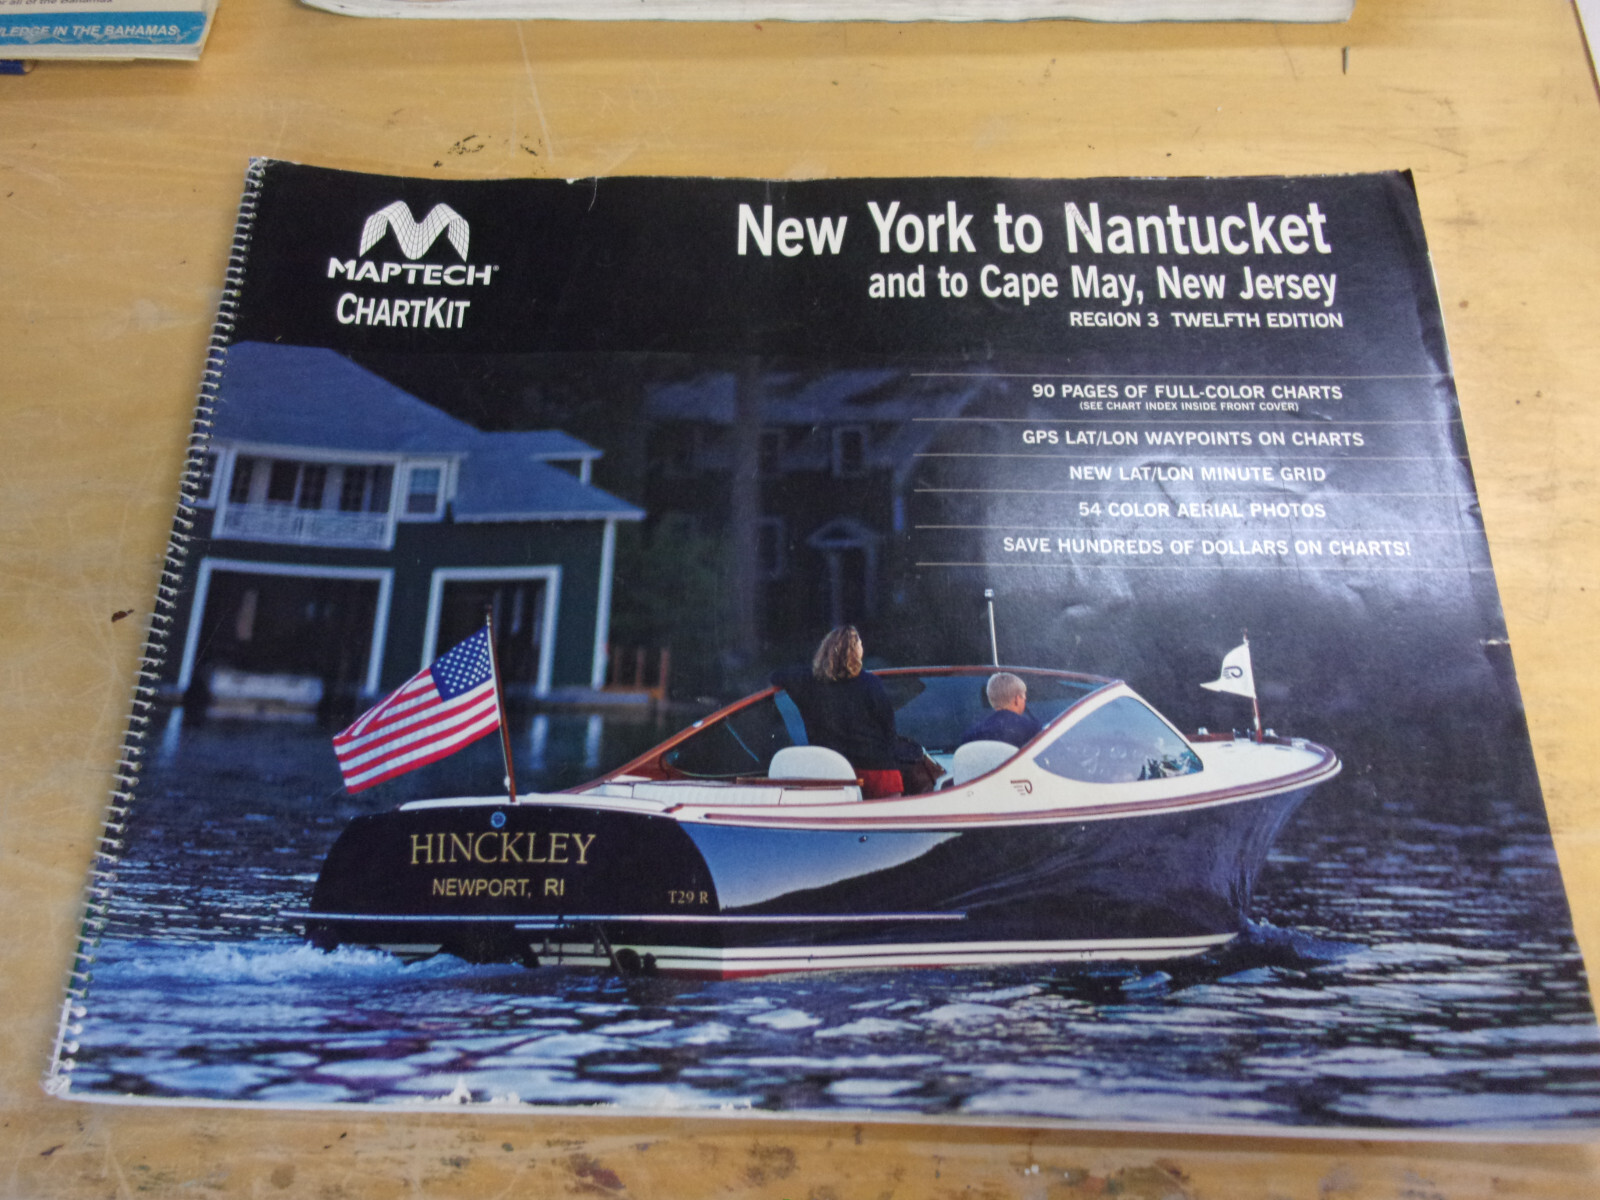 LEDGE IN THE BAHAMAS
MAPTECH®
CHARTKIT
New York to Nantucket
and to Cape May, New Jersey
REGION 3 TWELFTH EDITION
90 PAGES OF FULL-COLOR CHARTS
(SEE CHART INDEX INSIDE FRONT COVER)
GPS LAT/LON WAYPOINTS ON CHARTS
NEW LAT/LON MINUTE GRID
54 COLOR AERIAL PHOTOS
SAVE HUNDREDS OF DOLLARS ON CHARTS!
HINCKLEY
NEWPORT, RI
T29 R